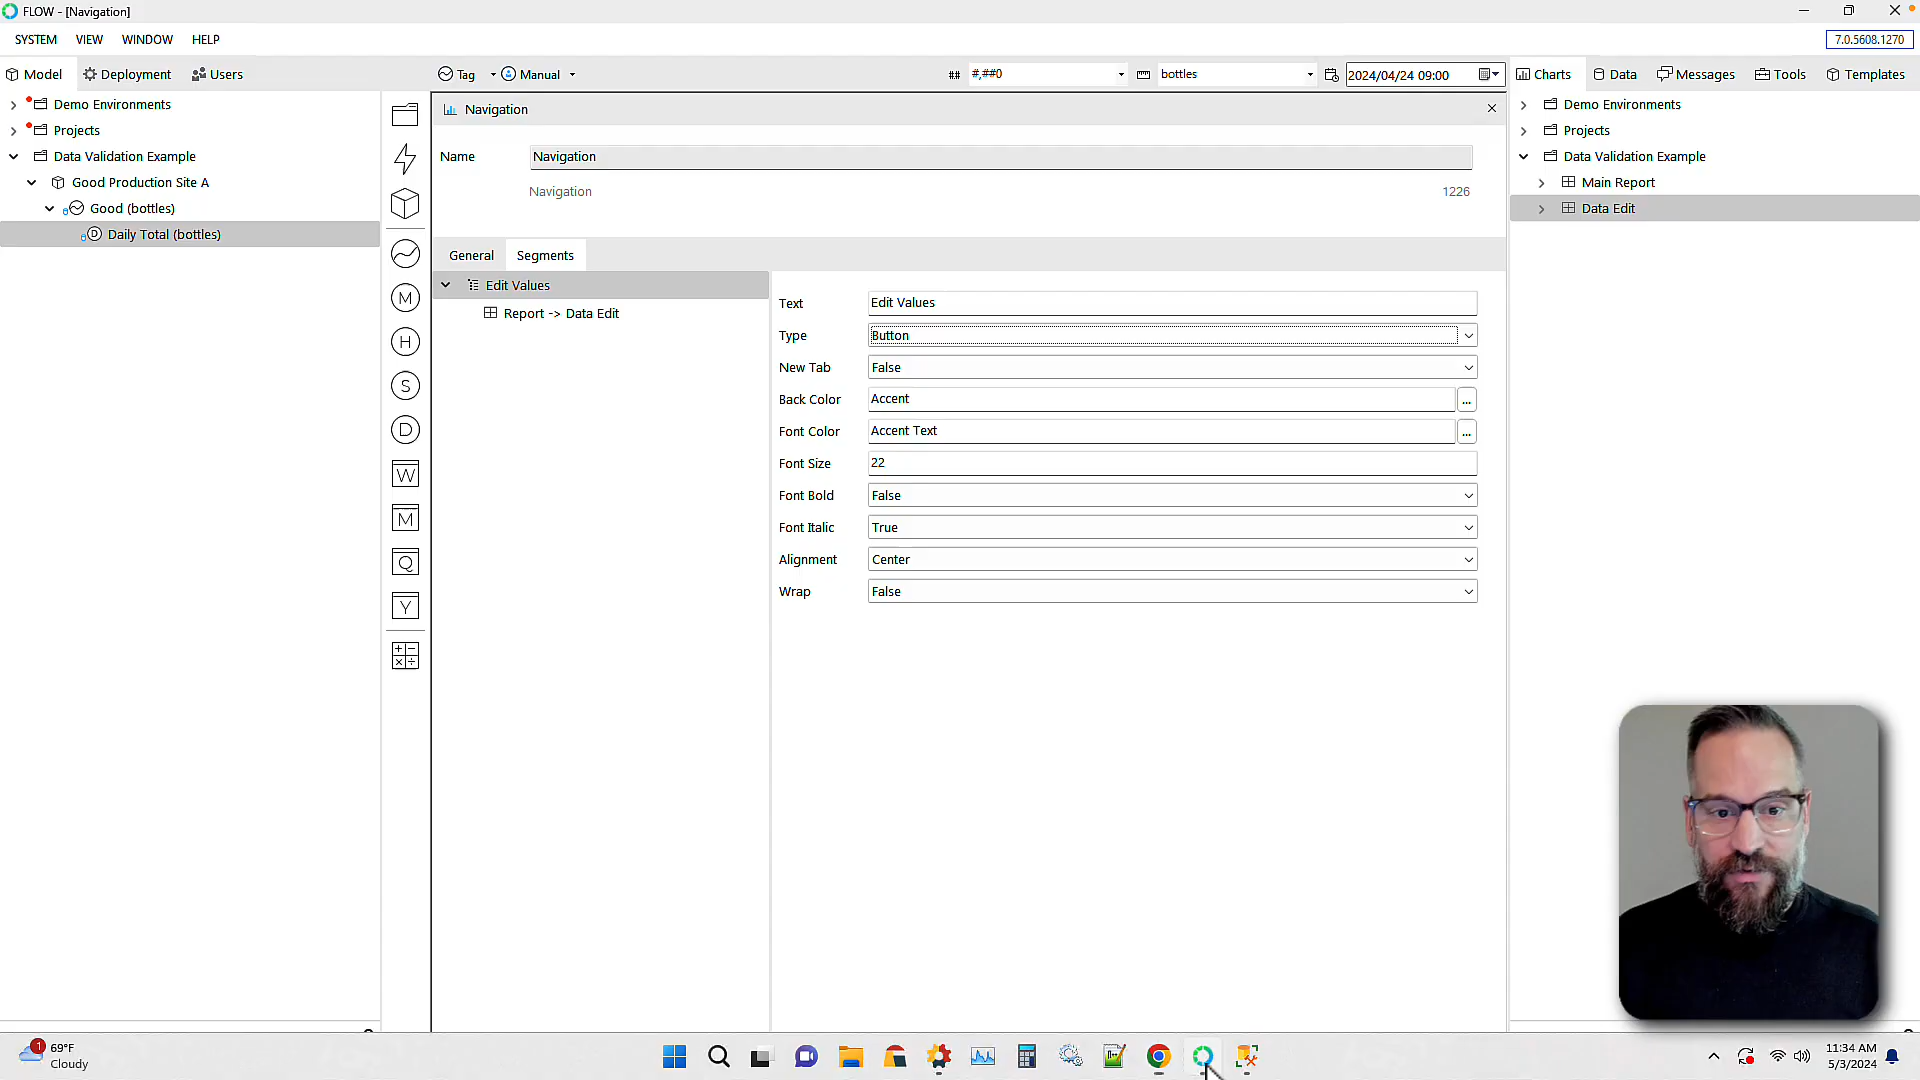 FLOW - [Navigation]
SYSTEM VIEW WINDOW HELP
7.0.5608.1270
Model Deployment Users
Tag Manual
## #,##0 bottles 2024/04/24 09:00
Charts Data Messages Tools Templates
Demo Environments
Projects
Data Validation Example
Good Production Site A
Good (bottles)
D Daily Total (bottles)
M
H
S
D
W
M
Q
Y
Navigation
Name Navigation
Navigation 1226
General Segments
Edit Values
Report -> Data Edit
Text Edit Values
Type Button
New Tab False
Back Color Accent ...
Font Color Accent Text ...
Font Size 22
Font Bold False
Font Italic True
Alignment Center
Wrap False
Demo Environments
Projects
Data Validation Example
Main Report
Data Edit
1 69°F
Cloudy
11:34 AM
5/3/2024